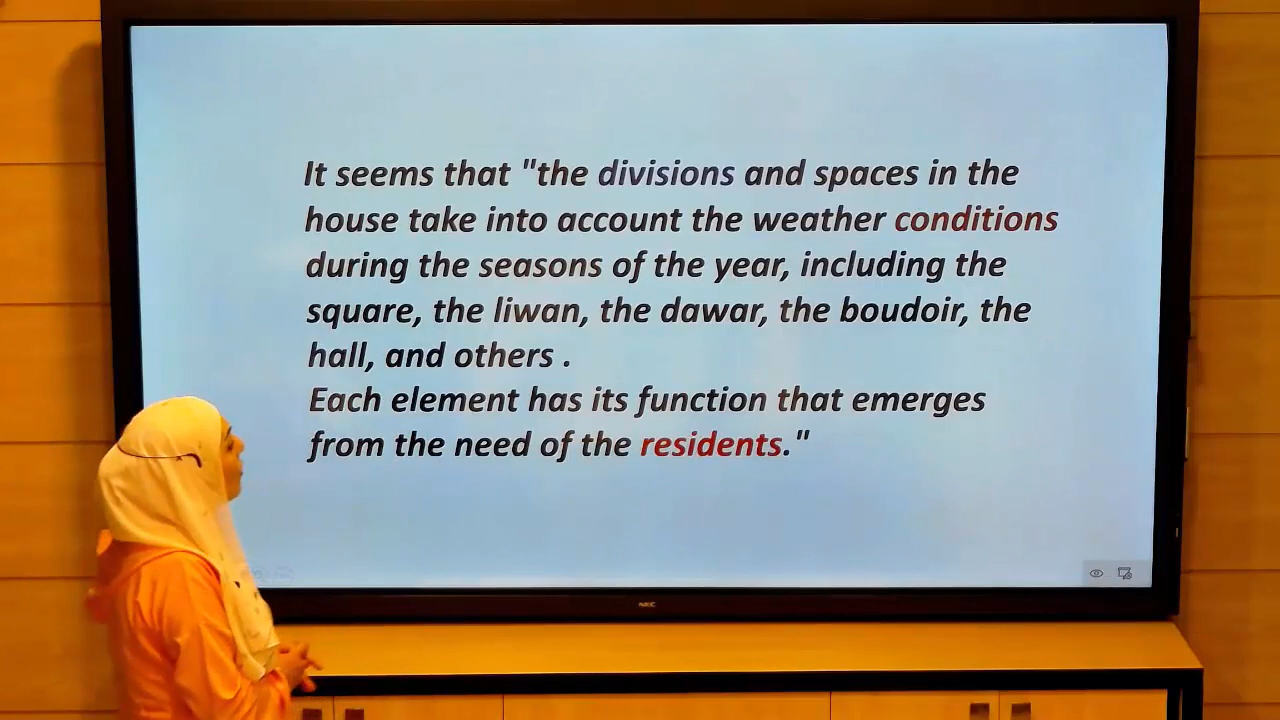 It seems that "the divisions and spaces in the
house take into account the weather conditions
during the seasons of the year, including the
square, the liwan, the dawar, the boudoir, the
hall, and others .
Each element has its function that emerges
from the need of the residents."
NEC